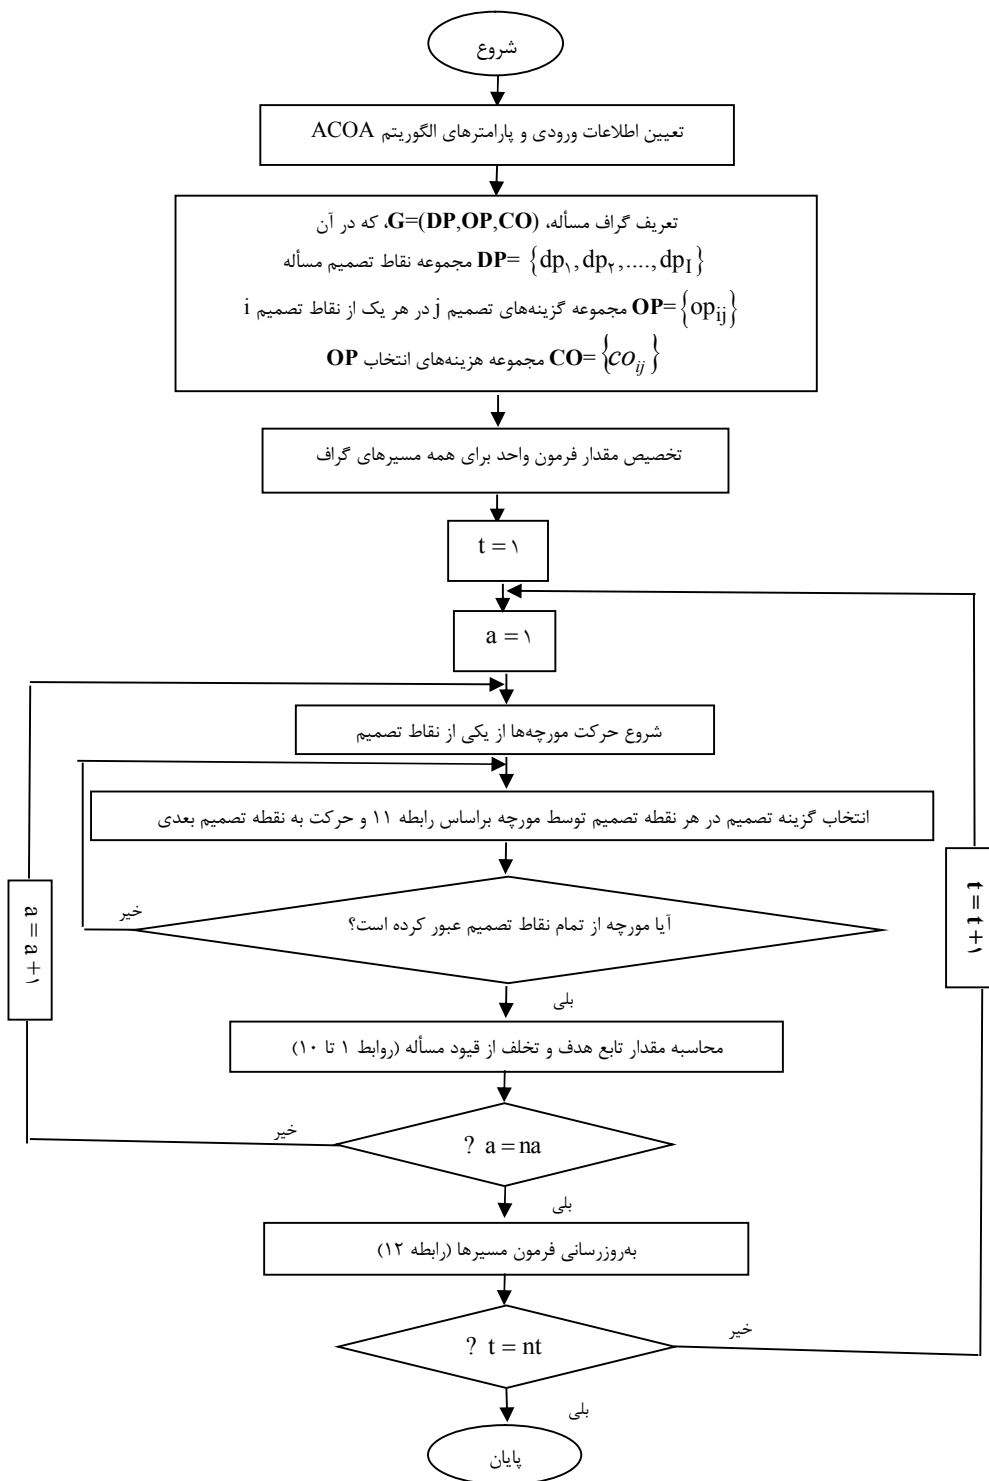 شروع
تعیین اطلاعات ورودی و پارامترهای الگوریتم ACOA
تعریف گراف مسأله، G=(DP,OP,CO)، که در آن
DP= {dp۱,dp۲,....,dpI} مجموعه نقاط تصمیم مسأله
OP={opij} مجموعه گزینه‌های تصمیم j در هر یک از نقاط تصمیم i
CO={coij} مجموعه هزینه‌های انتخاب OP
تخصیص مقدار فرمون واحد برای همه مسیرهای گراف
t = ۱
a = ۱
شروع حرکت مورچه‌ها از یکی از نقاط تصمیم
انتخاب گزینه تصمیم در هر نقطه تصمیم توسط مورچه براساس رابطه ۱۱ و حرکت به نقطه تصمیم بعدی
آیا مورچه از تمام نقاط تصمیم عبور کرده است؟
خیر
a = a +۱
t = t +۱
بلی
محاسبه مقدار تابع هدف و تخلف از قیود مسأله (روابط ۱ تا ۱۰)
خیر
? a = na
بلی
به‌روزرسانی فرمون مسیرها (رابطه ۱۲)
? t = nt
خیر
بلی
پایان